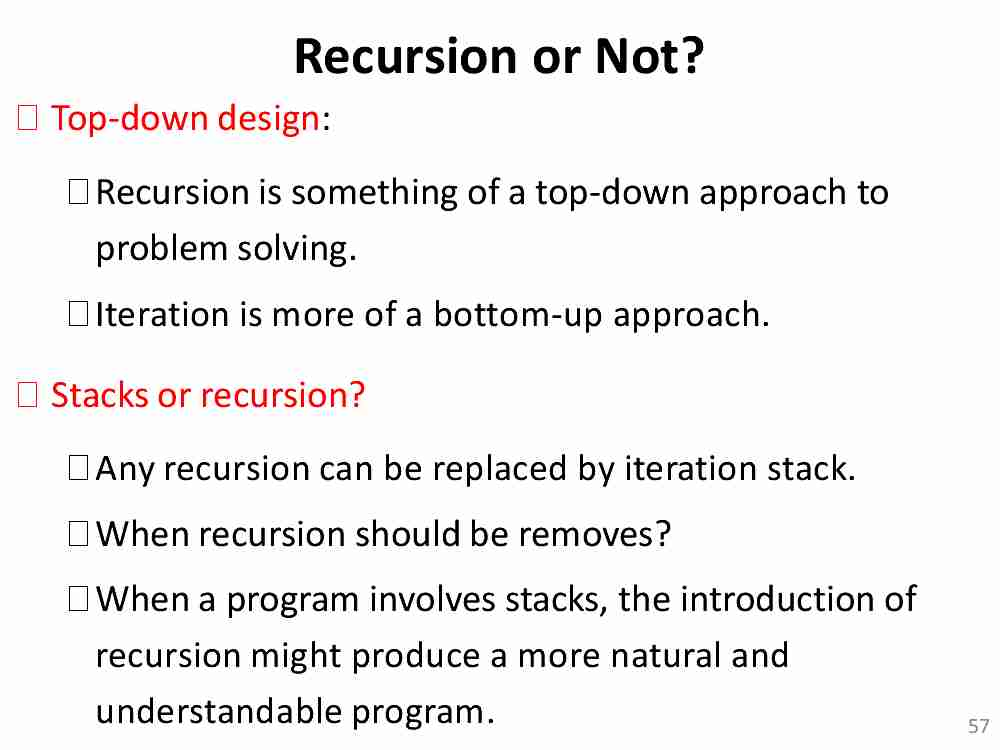 Recursion or Not?
□ Top-down design:
□Recursion is something of a top-down approach to
problem solving.
□Iteration is more of a bottom-up approach.
□ Stacks or recursion?
□Any recursion can be replaced by iteration stack.
□When recursion should be removes?
□When a program involves stacks, the introduction of
recursion might produce a more natural and
understandable program.
57